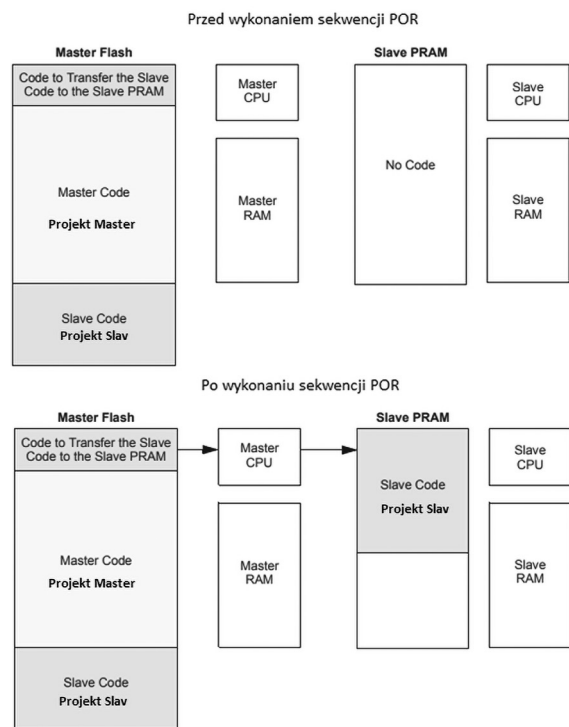 Przed wykonaniem sekwencji POR
Master Flash
Slave PRAM
Code to Transfer the Slave
Code to the Slave PRAM
Master
CPU
Slave
CPU
Master Code
Projekt Master
Master
RAM
No Code
Slave
RAM
Slave Code
Projekt Slav
Po wykonaniu sekwencji POR
Master Flash
Slave PRAM
Code to Transfer the Slave
Code to the Slave PRAM
Master
CPU
Slave Code
Projekt Slav
Slave
CPU
Master Code
Projekt Master
Master
RAM
Slave
RAM
Slave Code
Projekt Slav